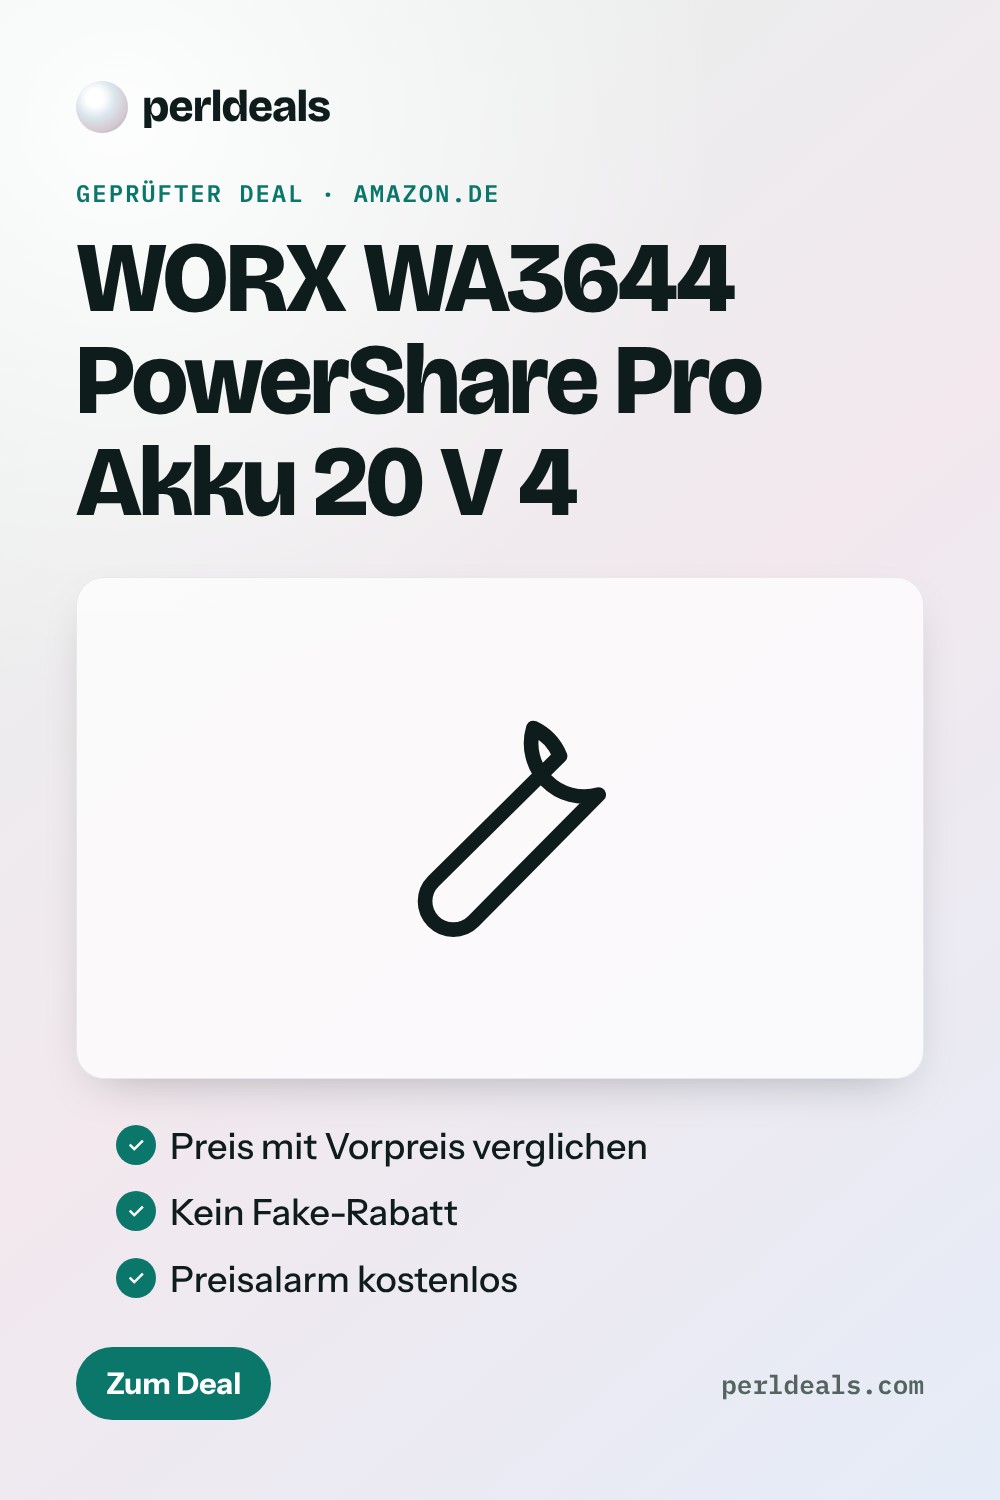 perldeals
GEPRÜFTER DEAL · AMAZON.DE
WORX WA3644
PowerShare Pro
Akku 20 V 4
Preis mit Vorpreis verglichen
Kein Fake-Rabatt
Preisalarm kostenlos
Zum Deal
perldeals.com